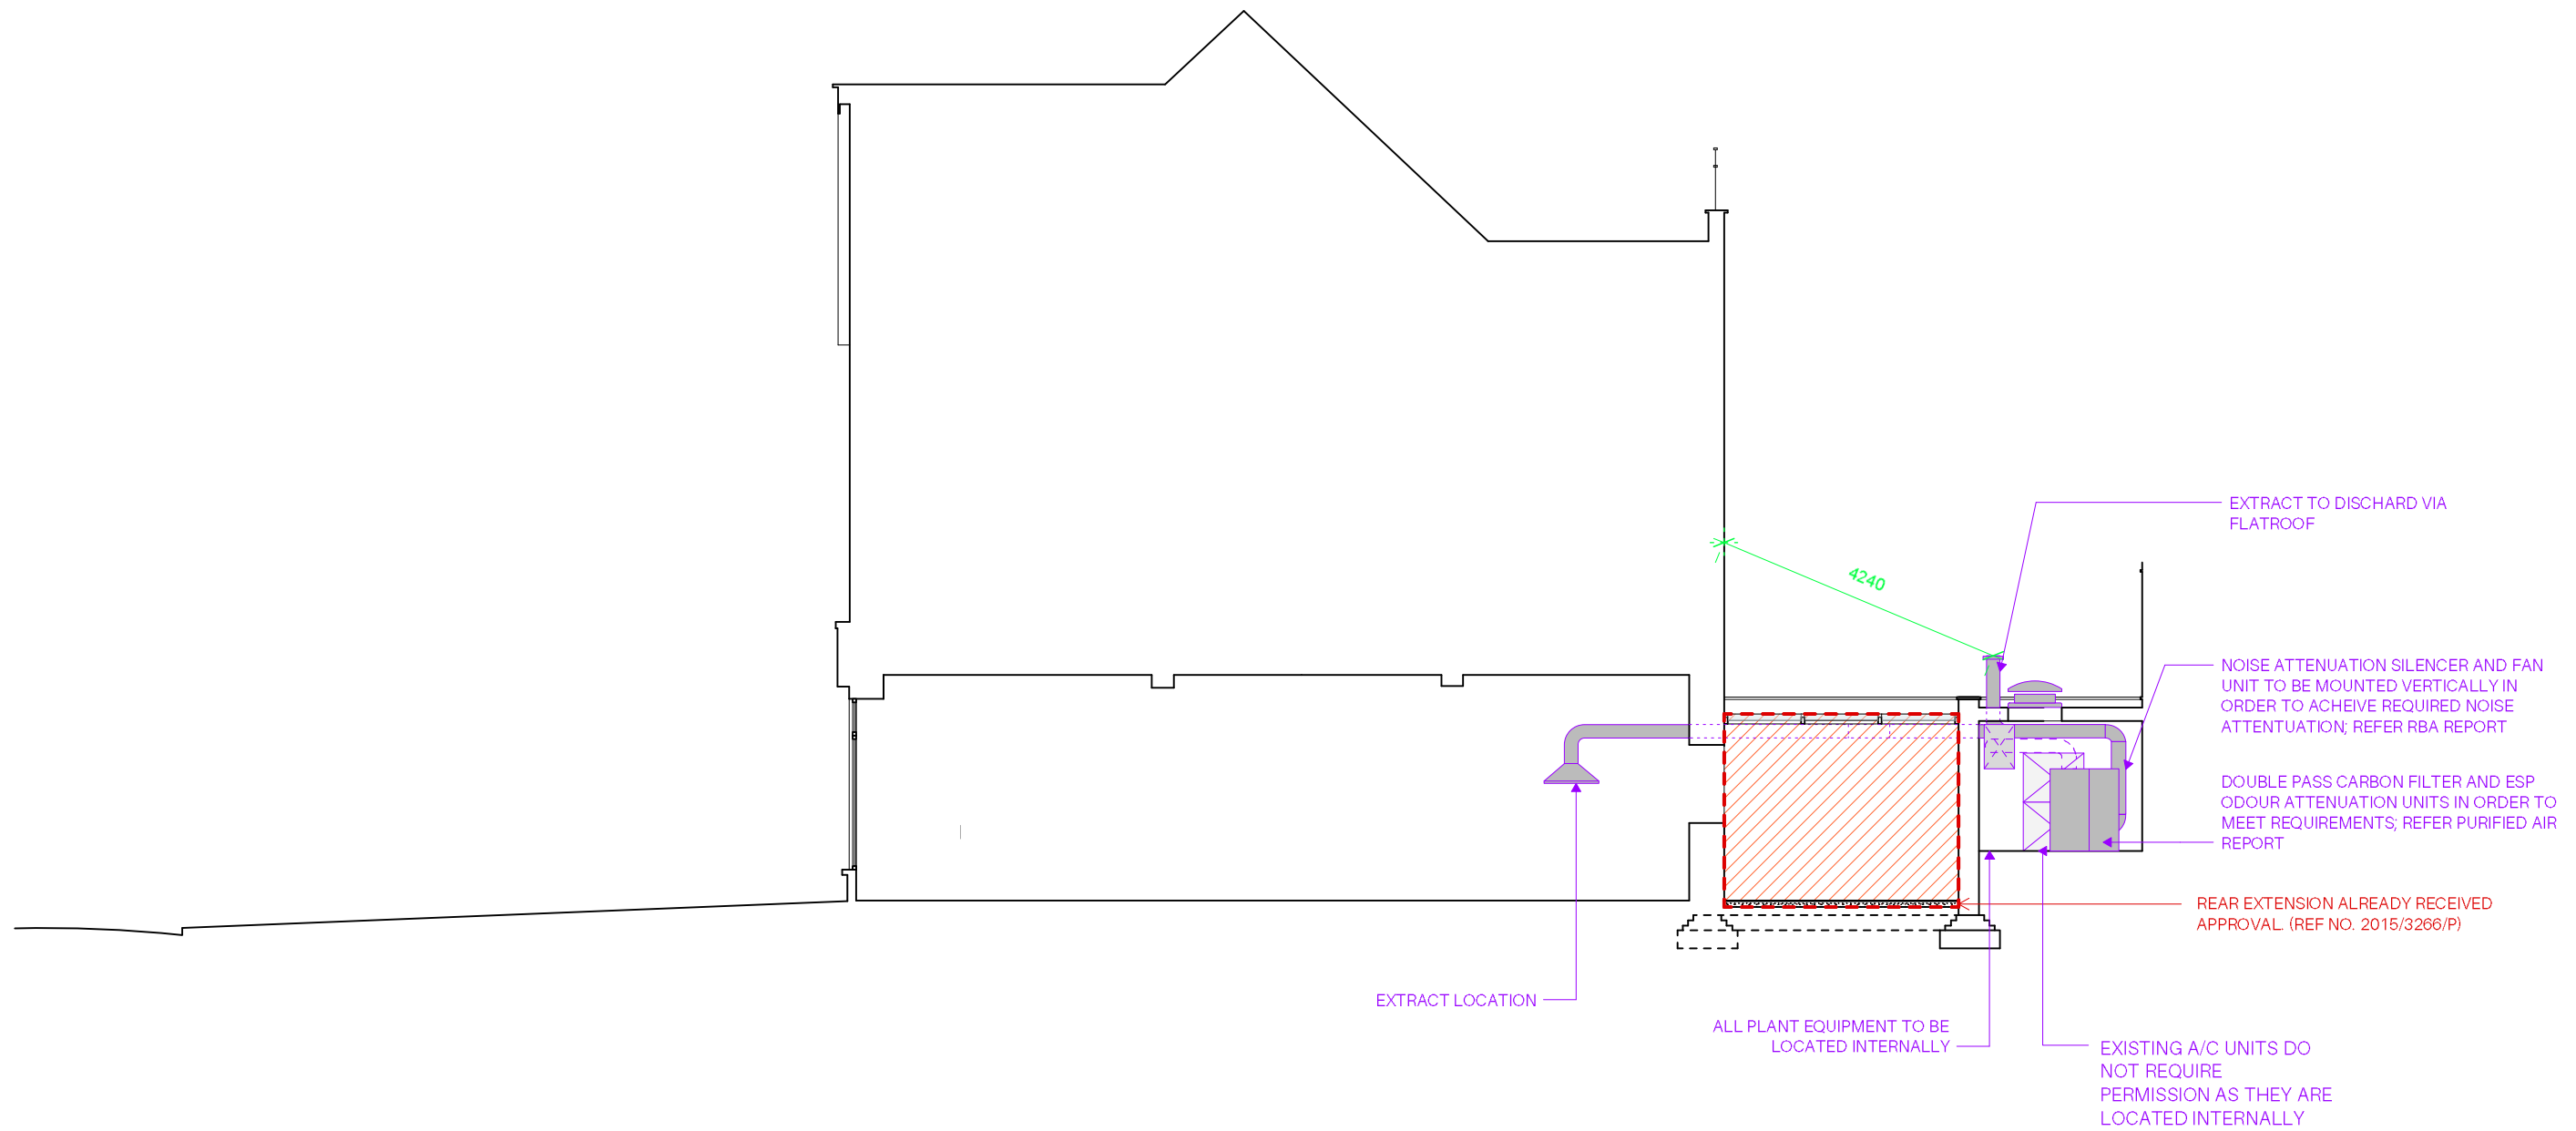 EXTRACT TO DISCHARD VIA
FLATROOF
4240
NOISE ATTENUATION SILENCER AND FAN
UNIT TO BE MOUNTED VERTICALLY IN
ORDER TO ACHEIVE REQUIRED NOISE
ATTENTUATION; REFER RBA REPORT
DOUBLE PASS CARBON FILTER AND ESP
ODOUR ATTENUATION UNITS IN ORDER TO
MEET REQUIREMENTS; REFER PURIFIED AIR
REPORT
REAR EXTENSION ALREADY RECEIVED
APPROVAL. (REF NO. 2015/3266/P)
EXTRACT LOCATION
ALL PLANT EQUIPMENT TO BE
LOCATED INTERNALLY
EXISTING A/C UNITS DO
NOT REQUIRE
PERMISSION AS THEY ARE
LOCATED INTERNALLY